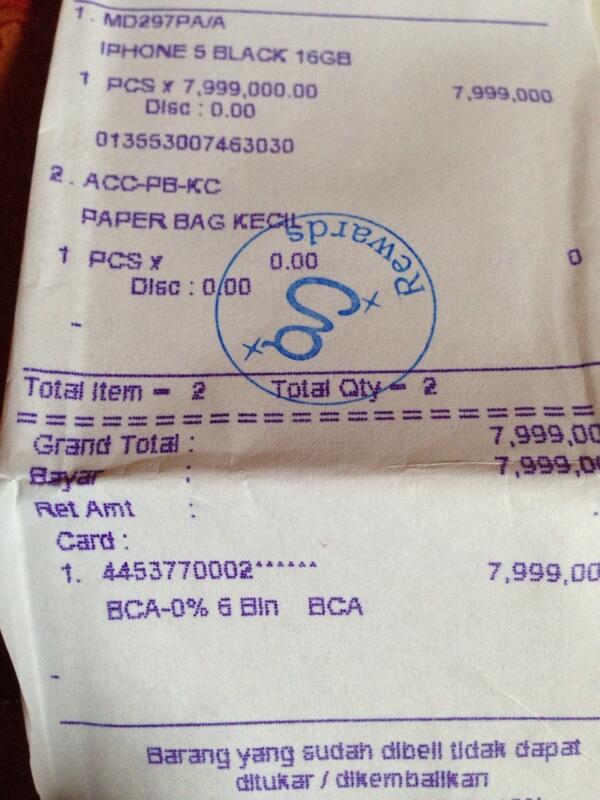 1. MD297PA/A
IPHONE 5 BLACK 16GB
1 PCS x 7,999,000.00 7,999,000
Disc : 0.00
013553007463030
2. ACC-PB-KC
PAPER BAG KECIL
1 PCS x 0.00 0
Disc : 0.00
-
Rewards
Total Item = 2 Total Qty = 2
Grand Total : 7,999,00
Bayar : 7,999,0
Ret Amt :
Card :
1. 4453770002****** 7,999,00
BCA-0% 6 Bln BCA
-
Barang yang sudah dibeli tidak dapat
ditukar / dikembalikan